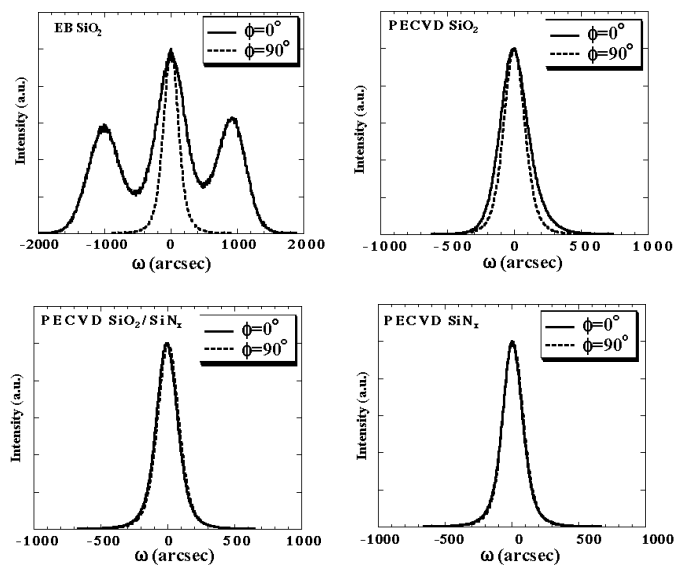 EB SiO₂
ϕ=0°
ϕ=90°
Intensity (a.u.)
-2000 -1000 0 1000 2000
ω (arcsec)
PECVD SiO₂
ϕ=0°
ϕ=90°
Intensity (a.u.)
-1000 -500 0 500 1000
ω (arcsec)
PECVD SiO₂/SiNₓ
ϕ=0°
ϕ=90°
Intensity (a.u.)
-1000 -500 0 500 1000
ω (arcsec)
PECVD SiNₓ
ϕ=0°
ϕ=90°
Intensity (a.u.)
-1000 -500 0 500 1000
ω (arcsec)